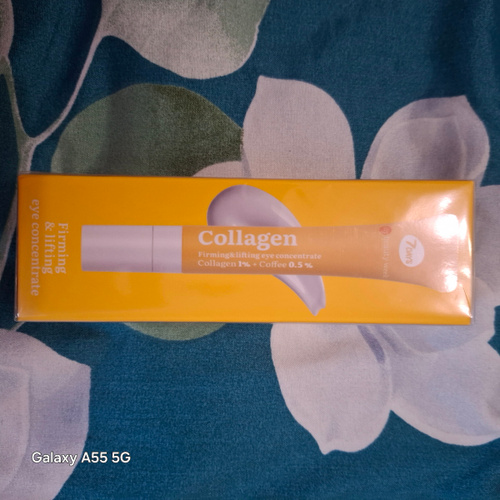 Firming
& lifting
eye concentrate
Collagen
Firming&lifting eye concentrate
Collagen 1% • Coffee 0.5 %
7DAYS
Galaxy A55 5G